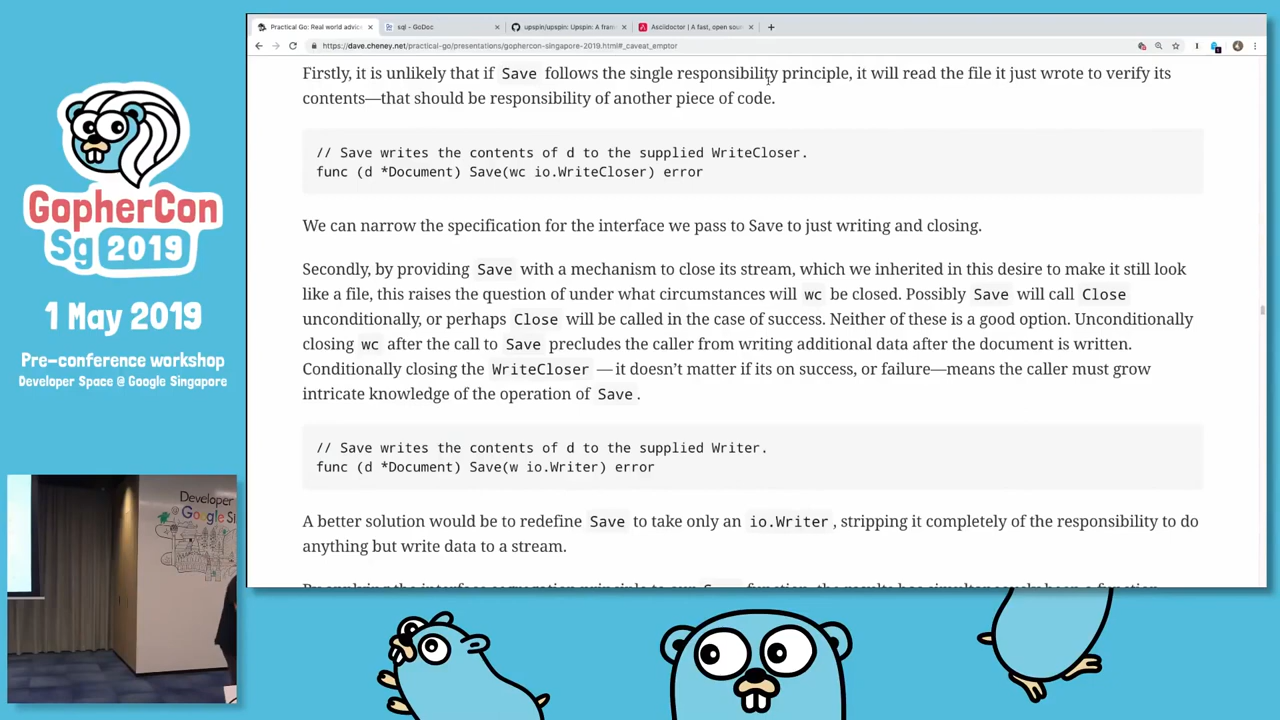 GopherCon
Sg 2019
1 May 2019
Pre-conference workshop
Developer Space @ Google Singapore
Developer
Google
Practical Go: Real world advice
sql - GoDoc
upspin/upspin: Upspin: A fram
Asciidoctor | A fast, open sou
https://dave.cheney.net/practical-go/presentations/gophercon-singapore-2019.html#_caveat_emptor
Firstly, it is unlikely that if Save follows the single responsibility principle, it will read the file it just wrote to verify its
contents—that should be responsibility of another piece of code.
// Save writes the contents of d to the supplied WriteCloser.
func (d *Document) Save(wc io.WriteCloser) error
We can narrow the specification for the interface we pass to Save to just writing and closing.
Secondly, by providing Save with a mechanism to close its stream, which we inherited in this desire to make it still look
like a file, this raises the question of under what circumstances will wc be closed. Possibly Save will call Close
unconditionally, or perhaps Close will be called in the case of success. Neither of these is a good option. Unconditionally
closing wc after the call to Save precludes the caller from writing additional data after the document is written.
Conditionally closing the WriteCloser —it doesn't matter if its on success, or failure—means the caller must grow
intricate knowledge of the operation of Save.
// Save writes the contents of d to the supplied Writer.
func (d *Document) Save(w io.Writer) error
A better solution would be to redefine Save to take only an io.Writer, stripping it completely of the responsibility to do
anything but write data to a stream.